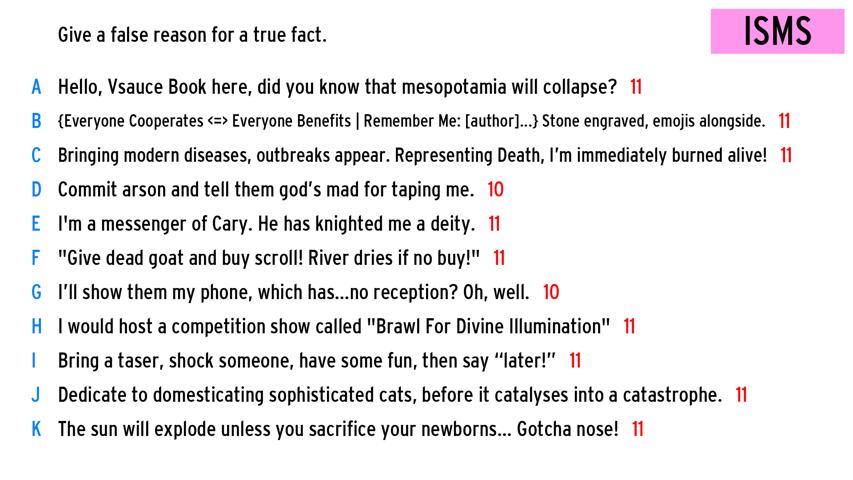 Give a false reason for a true fact.
ISMS
A Hello, Vsauce Book here, did you know that mesopotamia will collapse? 11
B {Everyone Cooperates <=> Everyone Benefits | Remember Me: [author]...} Stone engraved, emojis alongside. 11
C Bringing modern diseases, outbreaks appear. Representing Death, I'm immediately burned alive! 11
D Commit arson and tell them god's mad for taping me. 10
E I'm a messenger of Cary. He has knighted me a deity. 11
F "Give dead goat and buy scroll! River dries if no buy!" 11
G I'll show them my phone, which has...no reception? Oh, well. 10
H I would host a competition show called "Brawl For Divine Illumination" 11
I Bring a taser, shock someone, have some fun, then say “later!” 11
J Dedicate to domesticating sophisticated cats, before it catalyses into a catastrophe. 11
K The sun will explode unless you sacrifice your newborns... Gotcha nose! 11